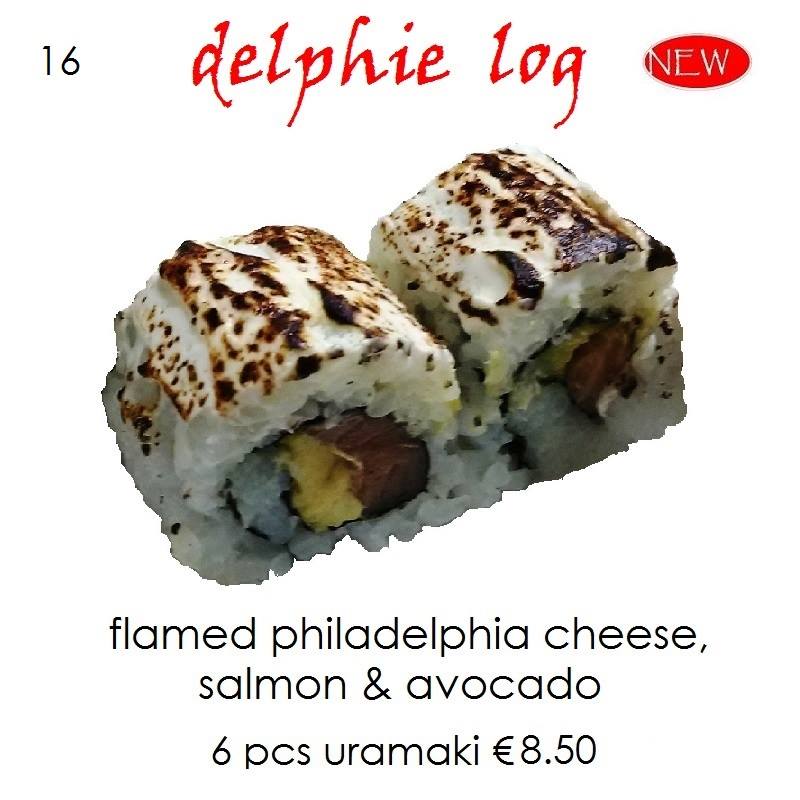 16
delphie log
NEW
flamed philadelphia cheese,
salmon & avocado
6 pcs uramaki €8.50